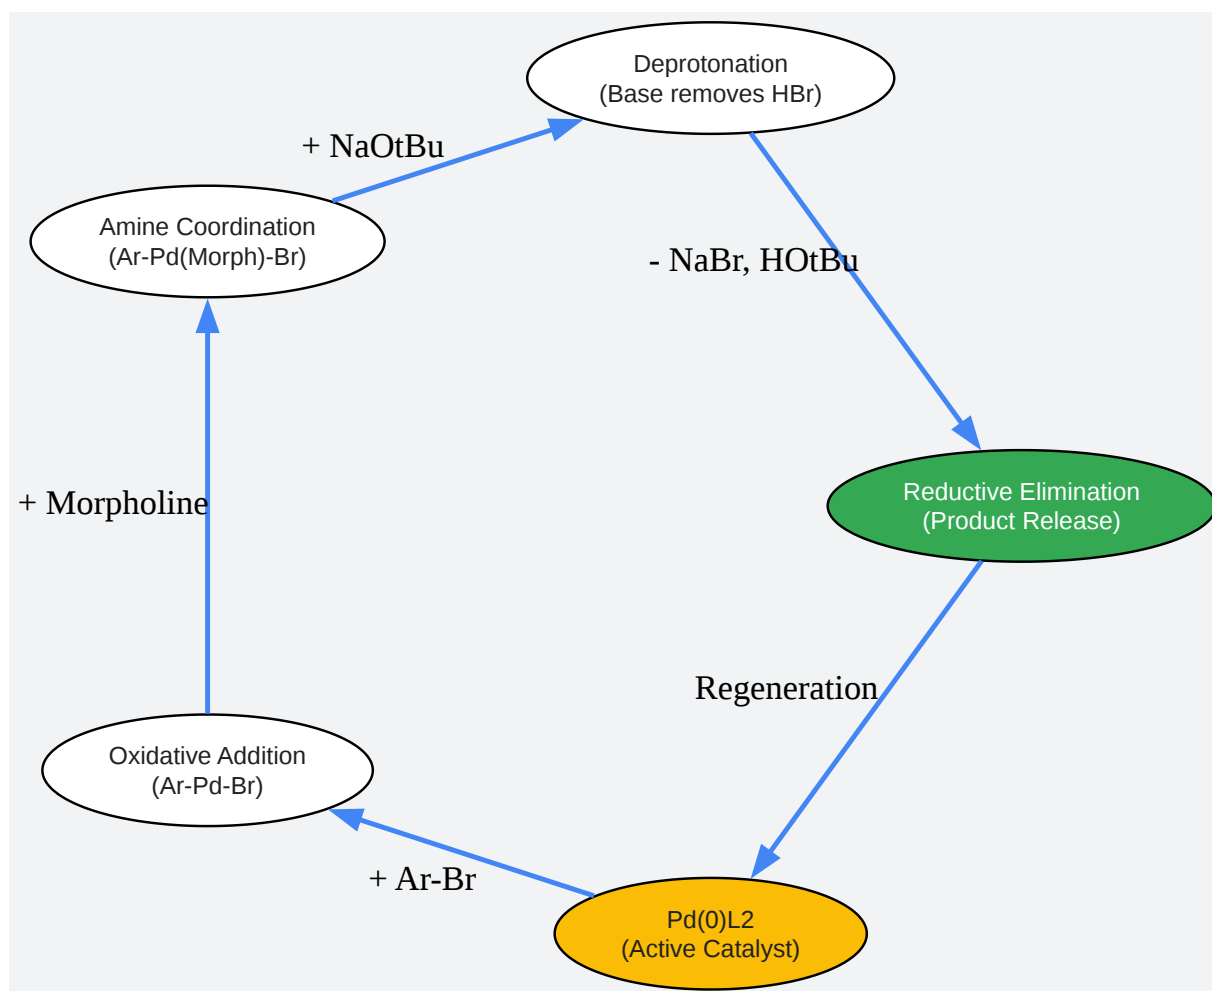 Deprotonation
(Base removes HBr)
+ NaOtBu
Amine Coordination
(Ar-Pd(Morph)-Br)
- NaBr, HOtBu
Reductive Elimination
(Product Release)
+ Morpholine
Regeneration
Oxidative Addition
(Ar-Pd-Br)
+ Ar-Br
Pd(0)L2
(Active Catalyst)